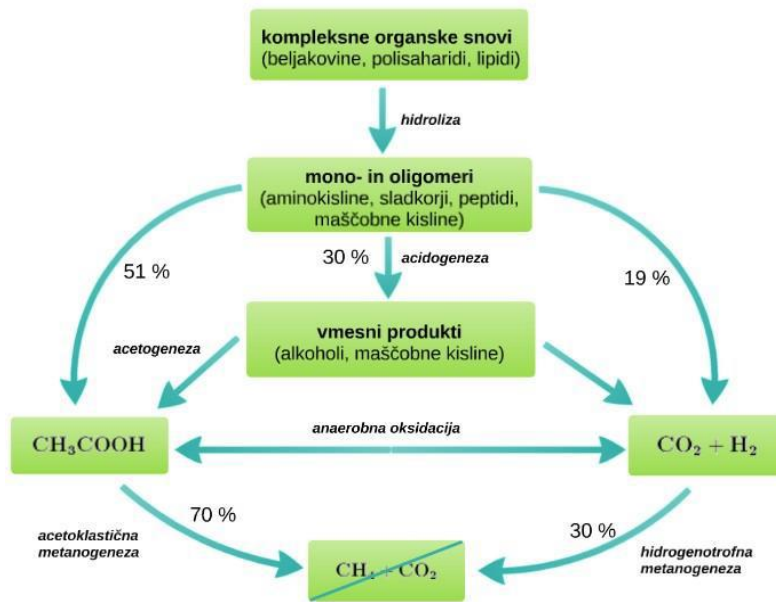 kompleksne organske snovi
(beljakovine, polisaharidi, lipidi)
hidroliza
mono- in oligomeri
(aminokisline, sladkorji, peptidi,
maščobne kisline)
51 %
30 %
acidogeneza
19 %
vmesni produkti
(alkoholi, maščobne kisline)
acetogeneza
CH₃COOH
anaerobna oksidacija
CO₂ + H₂
acetoklastična
metanogeneza
70 %
30 %
hidrogenotrofna
metanogeneza
CH₄ + CO₂